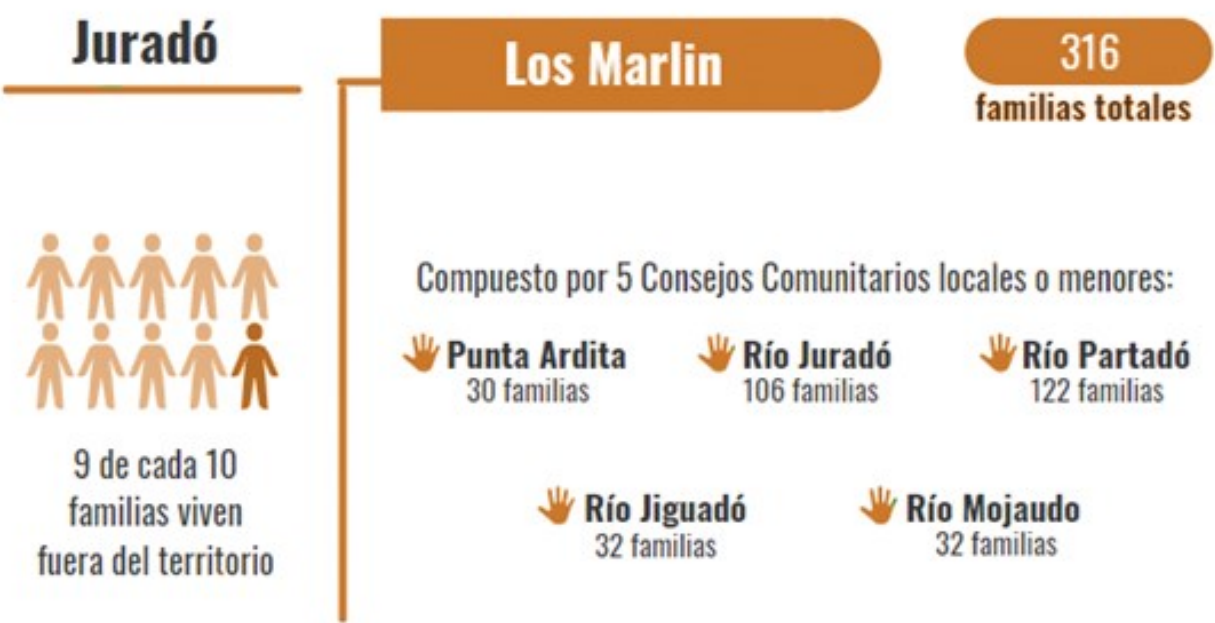 Juradó
Los Marlin
316
familias totales
9 de cada 10
familias viven
fuera del territorio
Compuesto por 5 Consejos Comunitarios locales o menores:
Punta Ardita
30 familias
Río Juradó
106 familias
Río Partadó
122 familias
Río Jiguadó
32 familias
Río Mojaudo
32 familias